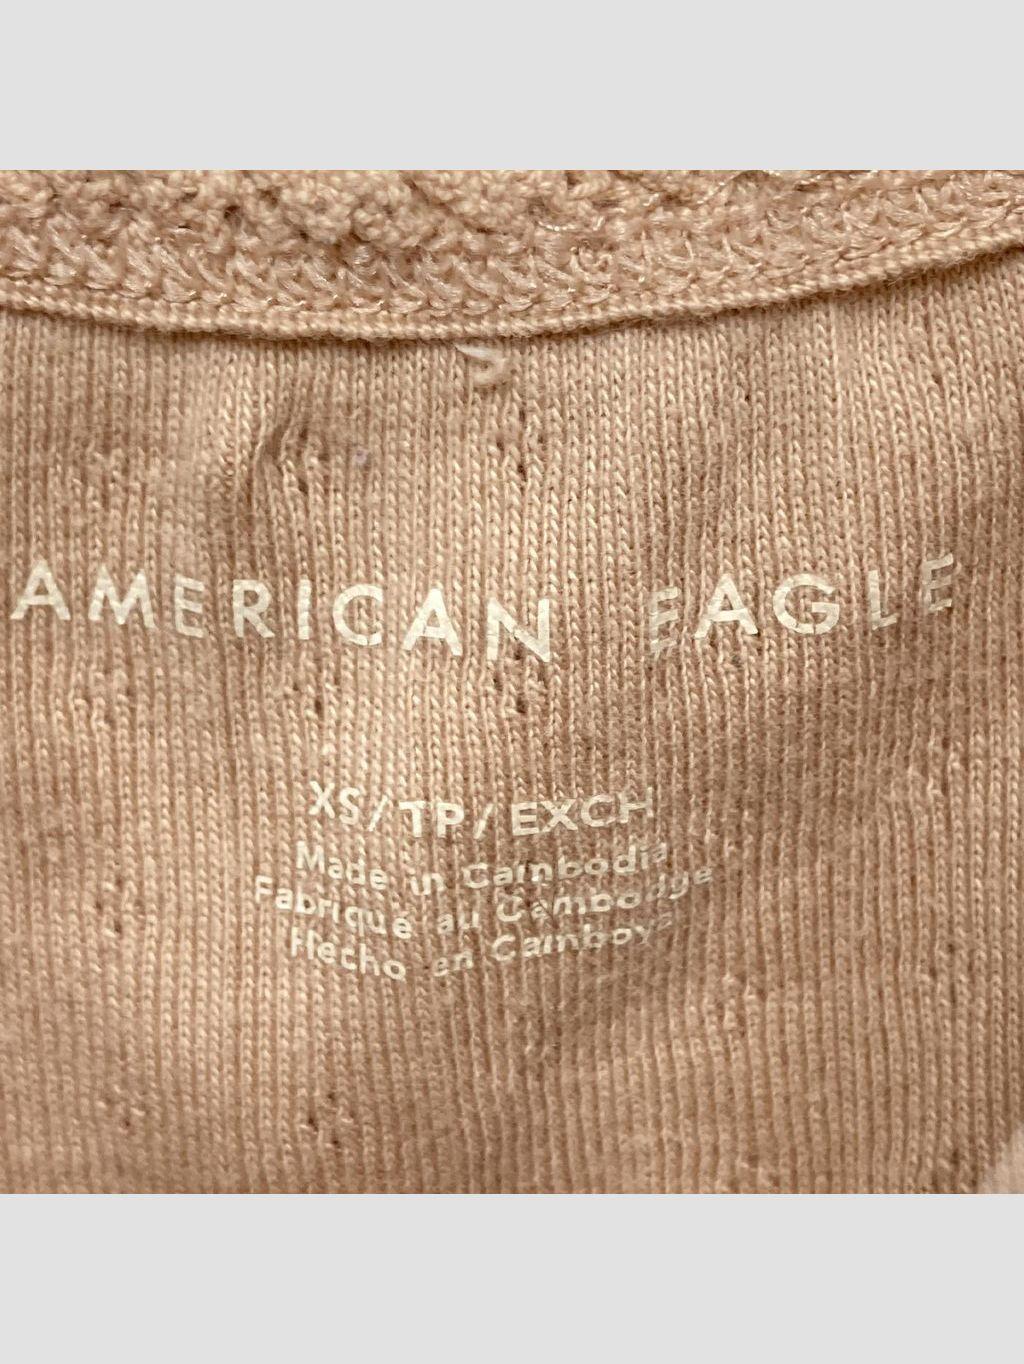 AMERICAN EAGLE
XS/TP/EXCH
Made in Cambodia
Fabriqué au Cambodge
Hecho en Camboya